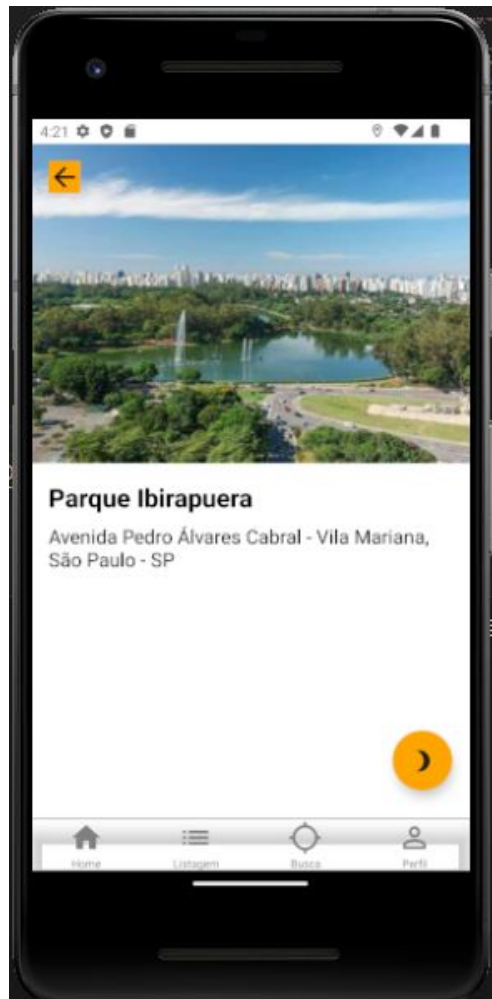 4:21
Parque Ibirapuera
Avenida Pedro Álvares Cabral - Vila Mariana,
São Paulo - SP
Home
Listagem
Busca
Perfil